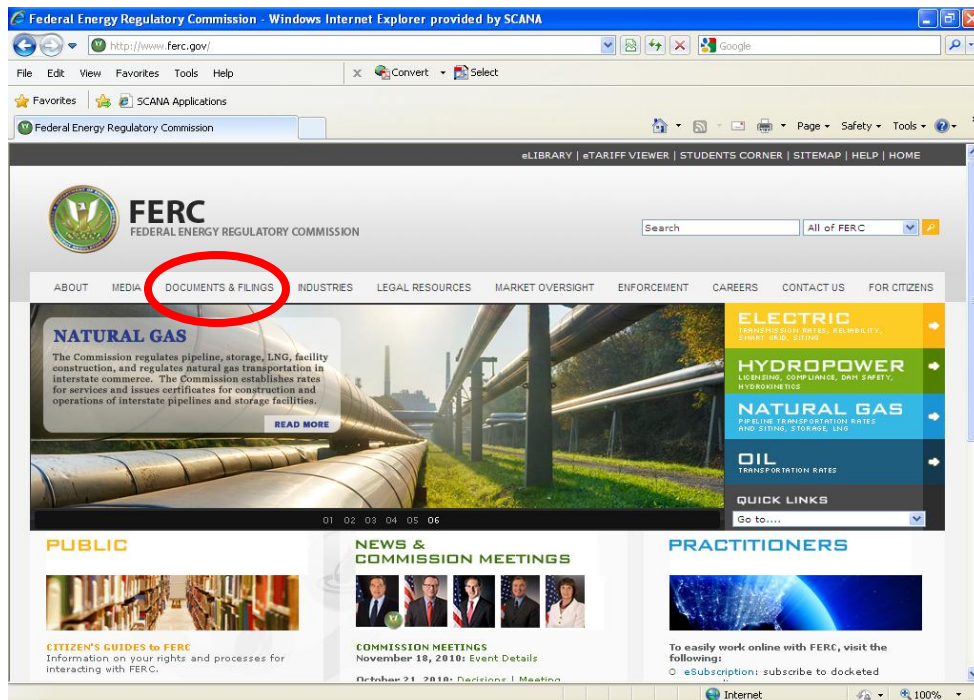 Federal Energy Regulatory Commission - Windows Internet Explorer provided by SCANA
http://www.ferc.gov/
Google
File Edit View Favorites Tools Help
x Convert Select
Favorites SCANA Applications
Federal Energy Regulatory Commission
Page Safety Tools
eLIBRARY | eTARIFF VIEWER | STUDENTS CORNER | SITEMAP | HELP | HOME
FERC
FEDERAL ENERGY REGULATORY COMMISSION
Search
All of FERC
ABOUT MEDIA DOCUMENTS & FILINGS INDUSTRIES LEGAL RESOURCES MARKET OVERSIGHT ENFORCEMENT CAREERS CONTACT US FOR CITIZENS
NATURAL GAS
The Commission regulates pipeline, storage, LNG, facility
construction, and regulates natural gas transportation in
interstate commerce. The Commission establishes rates
for services and issues certificates for construction and
operations of interstate pipelines and storage facilities.
READ MORE
01 02 03 04 05 06
ELECTRIC
TRANSMISSION RATES, RELIABILITY,
SMART GRID, SITING
HYDROPOWER
LICENSING, COMPLIANCE, DAM SAFETY,
HYDROKINETICS
NATURAL GAS
PIPELINE TRANSPORTATION RATES
AND SITING, STORAGE, LNG
OIL
TRANSPORTATION RATES
QUICK LINKS
Go to....
PUBLIC
CITIZEN'S GUIDES to FERC
Information on your rights and processes for
interacting with FERC.
NEWS &
COMMISSION MEETINGS
COMMISSION MEETINGS
November 18, 2010: Event Details
October 21, 2010: Decisions | Meeting
PRACTITIONERS
To easily work online with FERC, visit the
following:
eSubscription: subscribe to docketed
Internet
100%